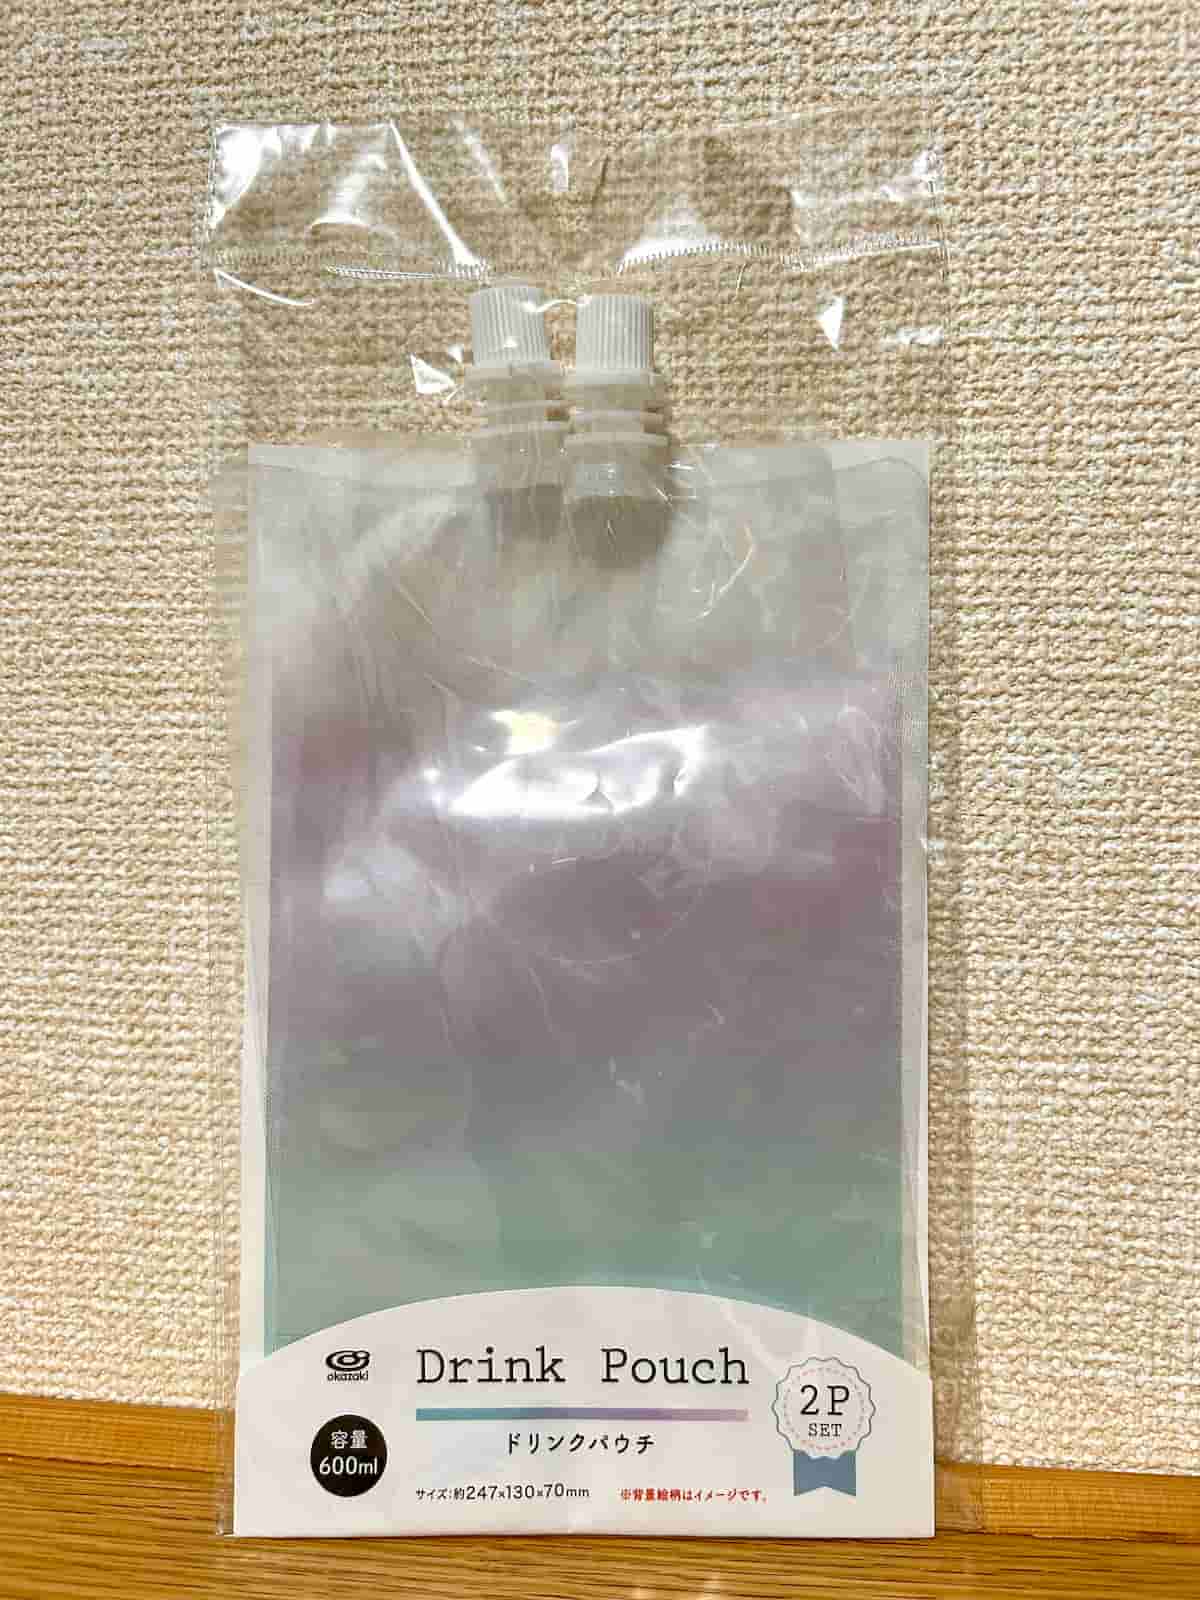 okazaki
Drink Pouch
2P
SET
容量
600ml
ドリンクパウチ
サイズ:約247×130×70mm
※背景絵柄はイメージです。